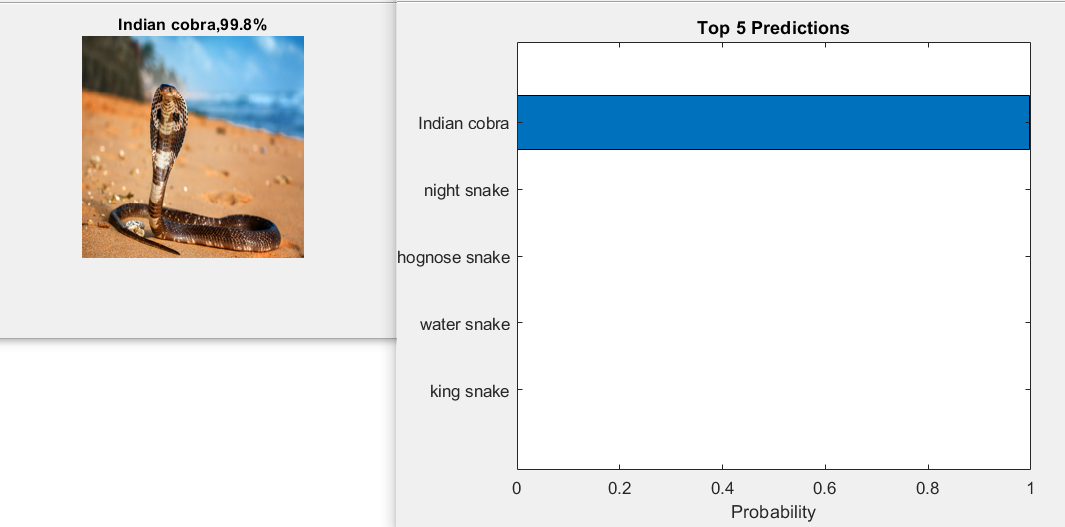 Indian cobra,99.8%
Top 5 Predictions
Indian cobra
night snake
hognose snake
water snake
king snake
0 0.2 0.4 0.6 0.8 1
Probability